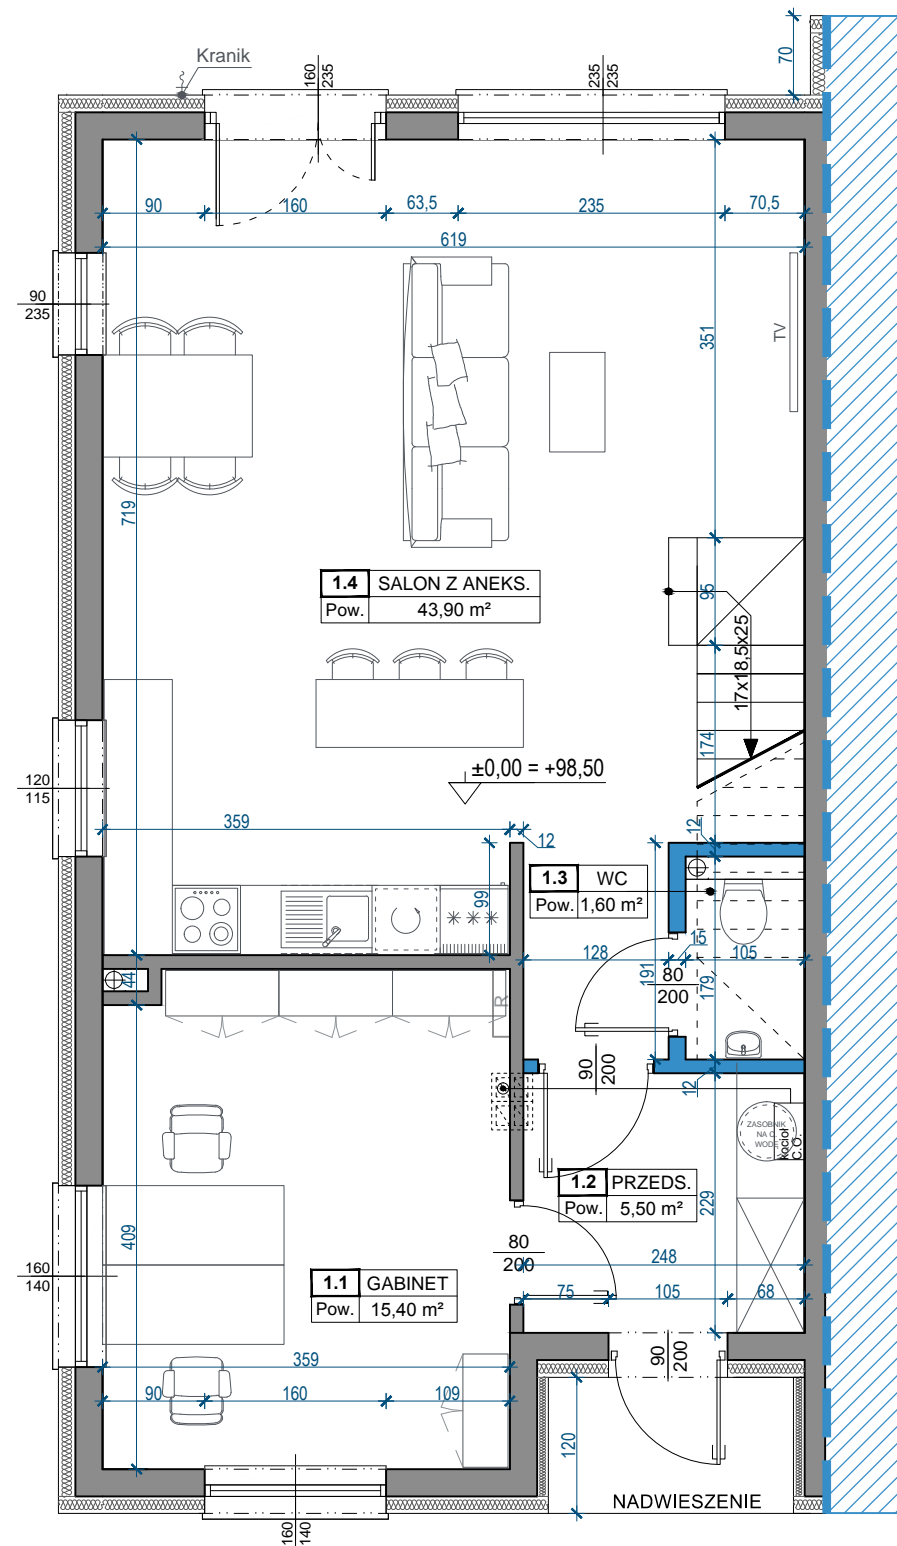 Kranik
160
235
235
235
70
90
160
63,5
235
70,5
619
90
235
351
TV
719
1.4 SALON Z ANEKS.
Pow. 43,90 m²
95
17x18,5x25
174
±0,00 = +98,50
120
115
359
12
12
99
1.3 WC
Pow. 1,60 m²
128
15
105
191
80
200
179
44
R
90
200
12
ZASOBNIK
NA C.
WODĘ
kocioł
C.O.
1.2 PRZEDS.
Pow. 5,50 m²
229
409
80
200
248
75
105
68
160
140
1.1 GABINET
Pow. 15,40 m²
359
90
160
109
90
200
120
NADWIESZENIE
160
140